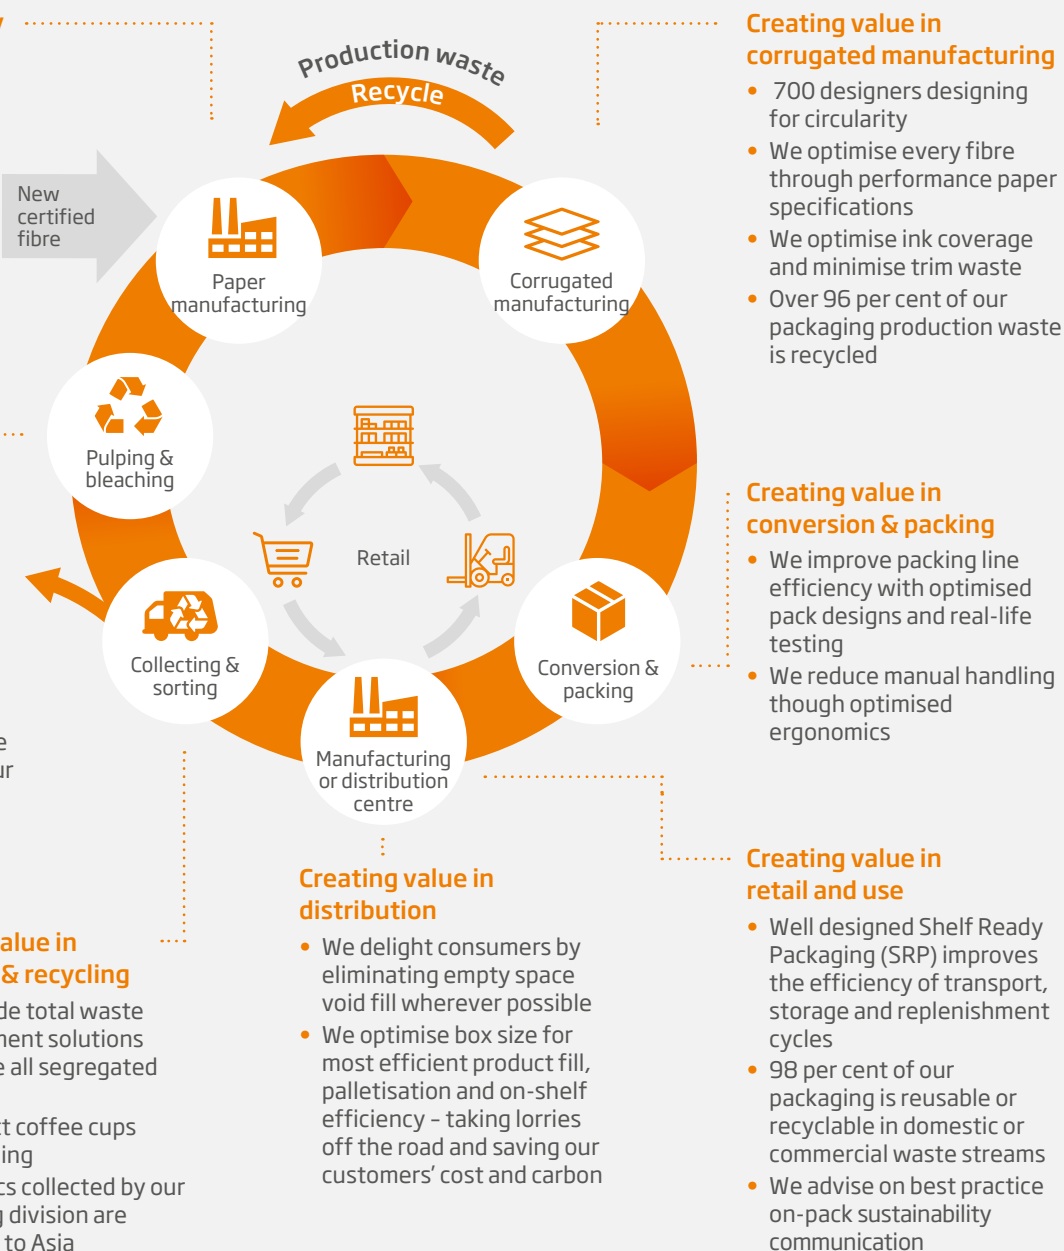 Production waste
Recycle
New
certified
fibre
Paper
manufacturing
Corrugated
manufacturing
Pulping &
bleaching
Retail
Collecting &
sorting
Conversion &
packing
Manufacturing
or distribution
centre
Creating value in
corrugated manufacturing
• 700 designers designing
for circularity
• We optimise every fibre
through performance paper
specifications
• We optimise ink coverage
and minimise trim waste
• Over 96 per cent of our
packaging production waste
is recycled
Creating value in
conversion & packing
• We improve packing line
efficiency with optimised
pack designs and real-life
testing
• We reduce manual handling
though optimised
ergonomics
Creating value in
retail and use
• Well designed Shelf Ready
Packaging (SRP) improves
the efficiency of transport,
storage and replenishment
cycles
• 98 per cent of our
packaging is reusable or
recyclable in domestic or
commercial waste streams
• We advise on best practice
on-pack sustainability
communication
Creating value in
distribution
• We delight consumers by
eliminating empty space
void fill wherever possible
• We optimise box size for
most efficient product fill,
palletisation and on-shelf
efficiency – taking lorries
off the road and saving our
customers' cost and carbon
value in
& recycling
total waste
solutions
all segregated
coffee cups
collected by our
division are
to Asia